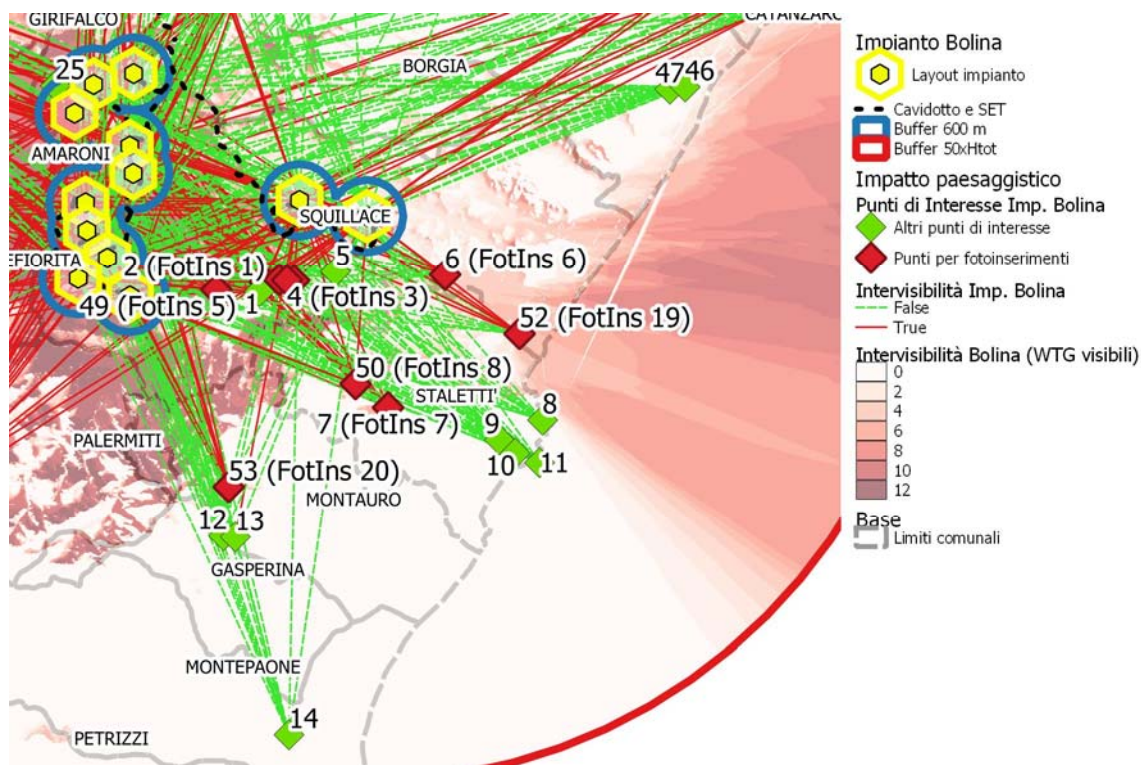 GIRIFALCO
CATANZARO
BORGIA
25
4746
AMARONI
SQUILLACE
EFIORITA
2 (FotIns 1)
5
6 (FotIns 6)
49 (FotIns 5)
1
4 (FotIns 3)
52 (FotIns 19)
50 (FotIns 8)
STALETTI'
8
7 (FotIns 7)
9
PALERMITI
10
11
53 (FotIns 20)
MONTAURO
12 13
GASPERINA
MONTEPAONE
14
PETRIZZI
Impianto Bolina
Layout impianto
Cavidotto e SET
Buffer 600 m
Buffer 50xHtot
Impatto paesaggistico
Punti di Interesse Imp. Bolina
Altri punti di interesse
Punti per fotoinserimenti
Intervisibilità Imp. Bolina
False
True
Intervisibilità Bolina (WTG visibili)
0
2
4
6
8
10
12
Base
Limiti comunali